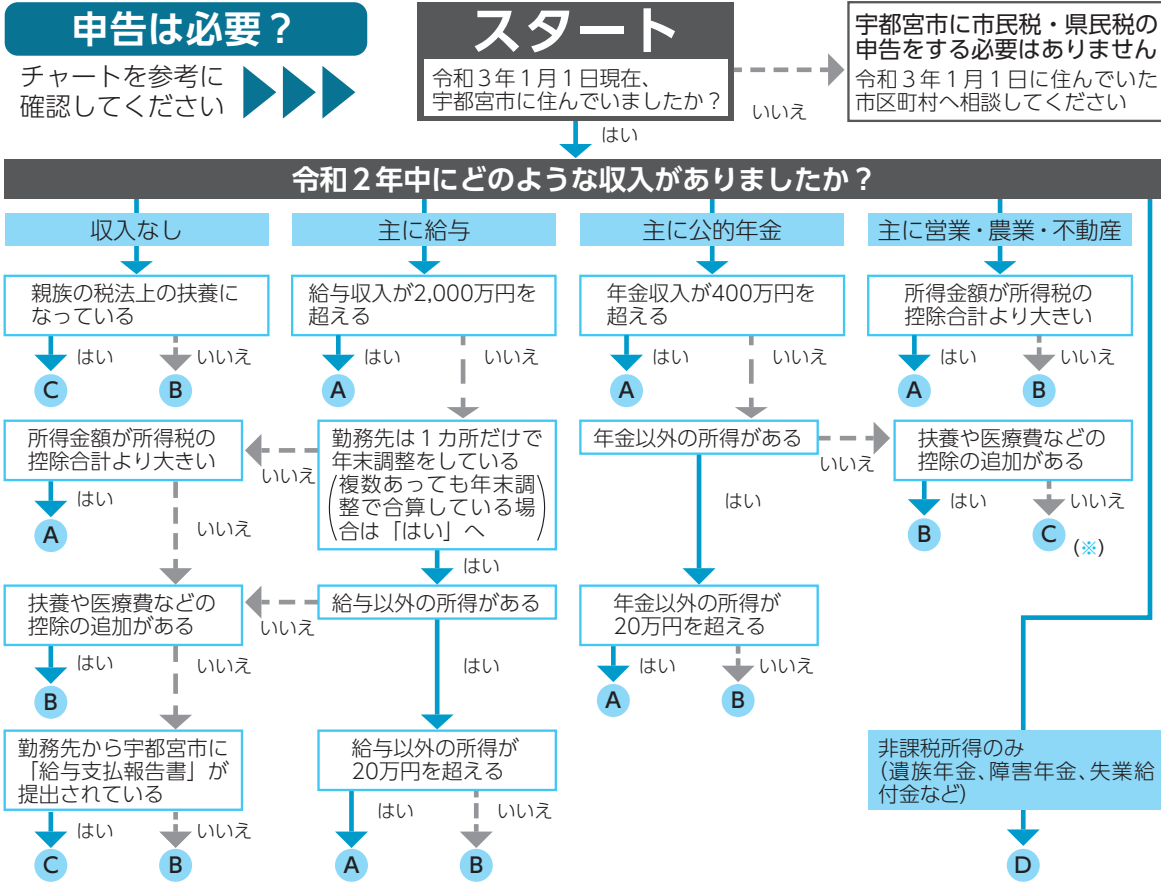 申告は必要？
チャートを参考に
確認してください
スタート
令和３年１月１日現在、
宇都宮市に住んでいましたか？
いいえ
宇都宮市に市民税・県民税の
申告をする必要はありません
令和３年１月１日に住んでいた
市区町村へ相談してください
はい
令和２年中にどのような収入がありましたか？
収入なし
親族の税法上の扶養に
なっている
はい
いいえ
C
B
主に給与
給与収入が2,000万円を
超える
はい
いいえ
A
勤務先は１カ所だけで
年末調整をしている
(複数あっても年末調
整で合算している場
合は「はい」へ)
いいえ
はい
所得金額が所得税の
控除合計より大きい
はい
いいえ
A
給与以外の所得がある
いいえ
はい
扶養や医療費などの
控除の追加がある
はい
いいえ
B
勤務先から宇都宮市に
「給与支払報告書」が
提出されている
はい
いいえ
C
B
給与以外の所得が
20万円を超える
はい
いいえ
A
B
主に公的年金
年金収入が400万円を
超える
はい
いいえ
A
年金以外の所得がある
いいえ
はい
年金以外の所得が
20万円を超える
はい
いいえ
A
B
扶養や医療費などの
控除の追加がある
はい
いいえ
B
C
(※)
主に営業・農業・不動産
所得金額が所得税の
控除合計より大きい
はい
いいえ
A
B
非課税所得のみ
(遺族年金、障害年金、失業給
付金など)
D